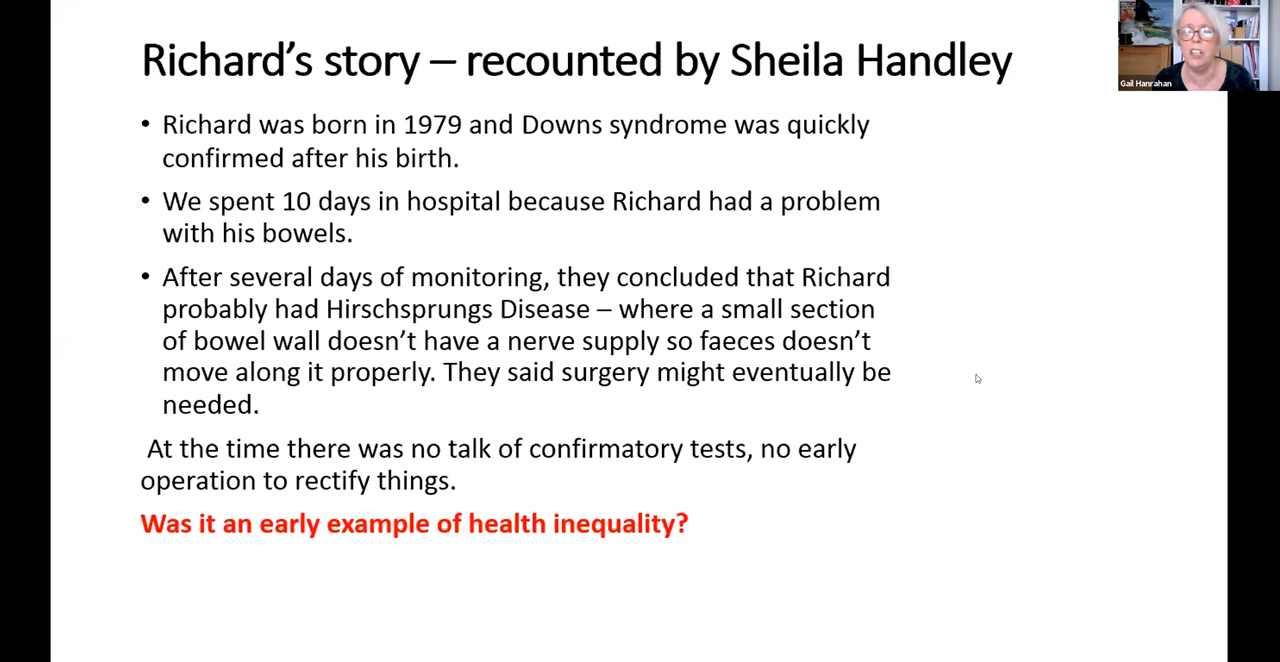 Richard’s story – recounted by Sheila Handley
Gail Hanrahan
• Richard was born in 1979 and Downs syndrome was quickly
confirmed after his birth.
• We spent 10 days in hospital because Richard had a problem
with his bowels.
• After several days of monitoring, they concluded that Richard
probably had Hirschsprungs Disease – where a small section
of bowel wall doesn’t have a nerve supply so faeces doesn’t
move along it properly. They said surgery might eventually be
needed.
At the time there was no talk of confirmatory tests, no early
operation to rectify things.
Was it an early example of health inequality?